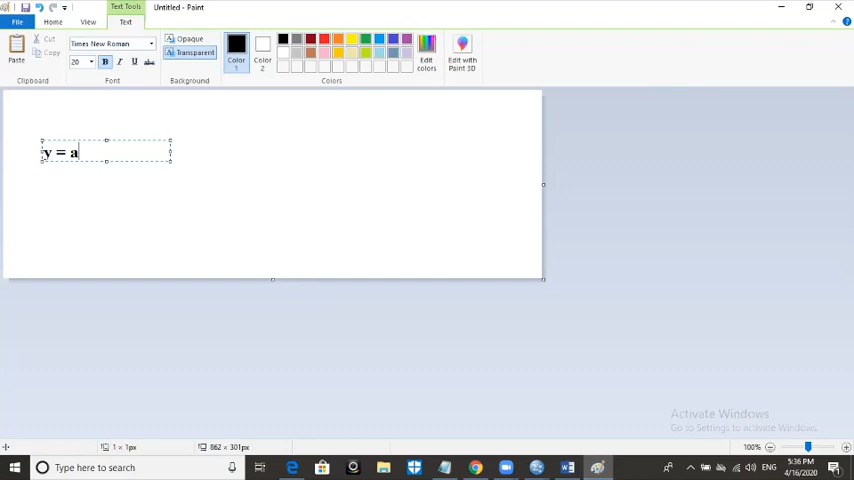 Text Tools
Untitled - Paint
File
Home
View
Text
Paste
Cut
Copy
Clipboard
Times New Roman
20
B
I
U
abc
Font
Opaque
Transparent
Background
Color 1
Color 2
Colors
Edit colors
Edit with Paint 3D
y = a
Activate Windows
Go to Settings to activate Windows.
1 × 1px
862 × 301px
100%
Type here to search
ENG
5:36 PM
4/16/2020
1